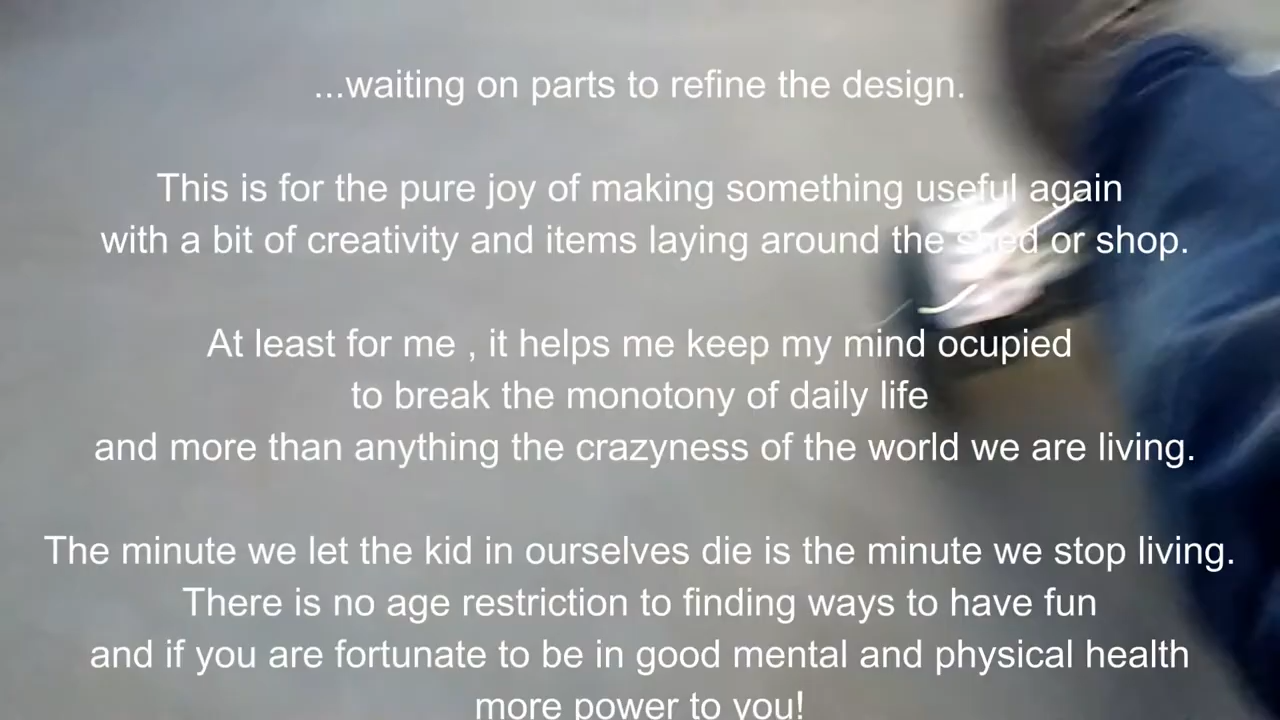 ...waiting on parts to refine the design.
This is for the pure joy of making something useful again
with a bit of creativity and items laying around the shed or shop.
At least for me , it helps me keep my mind ocupied
to break the monotony of daily life
and more than anything the crazyness of the world we are living.
The minute we let the kid in ourselves die is the minute we stop living.
There is no age restriction to finding ways to have fun
and if you are fortunate to be in good mental and physical health
more power to you!